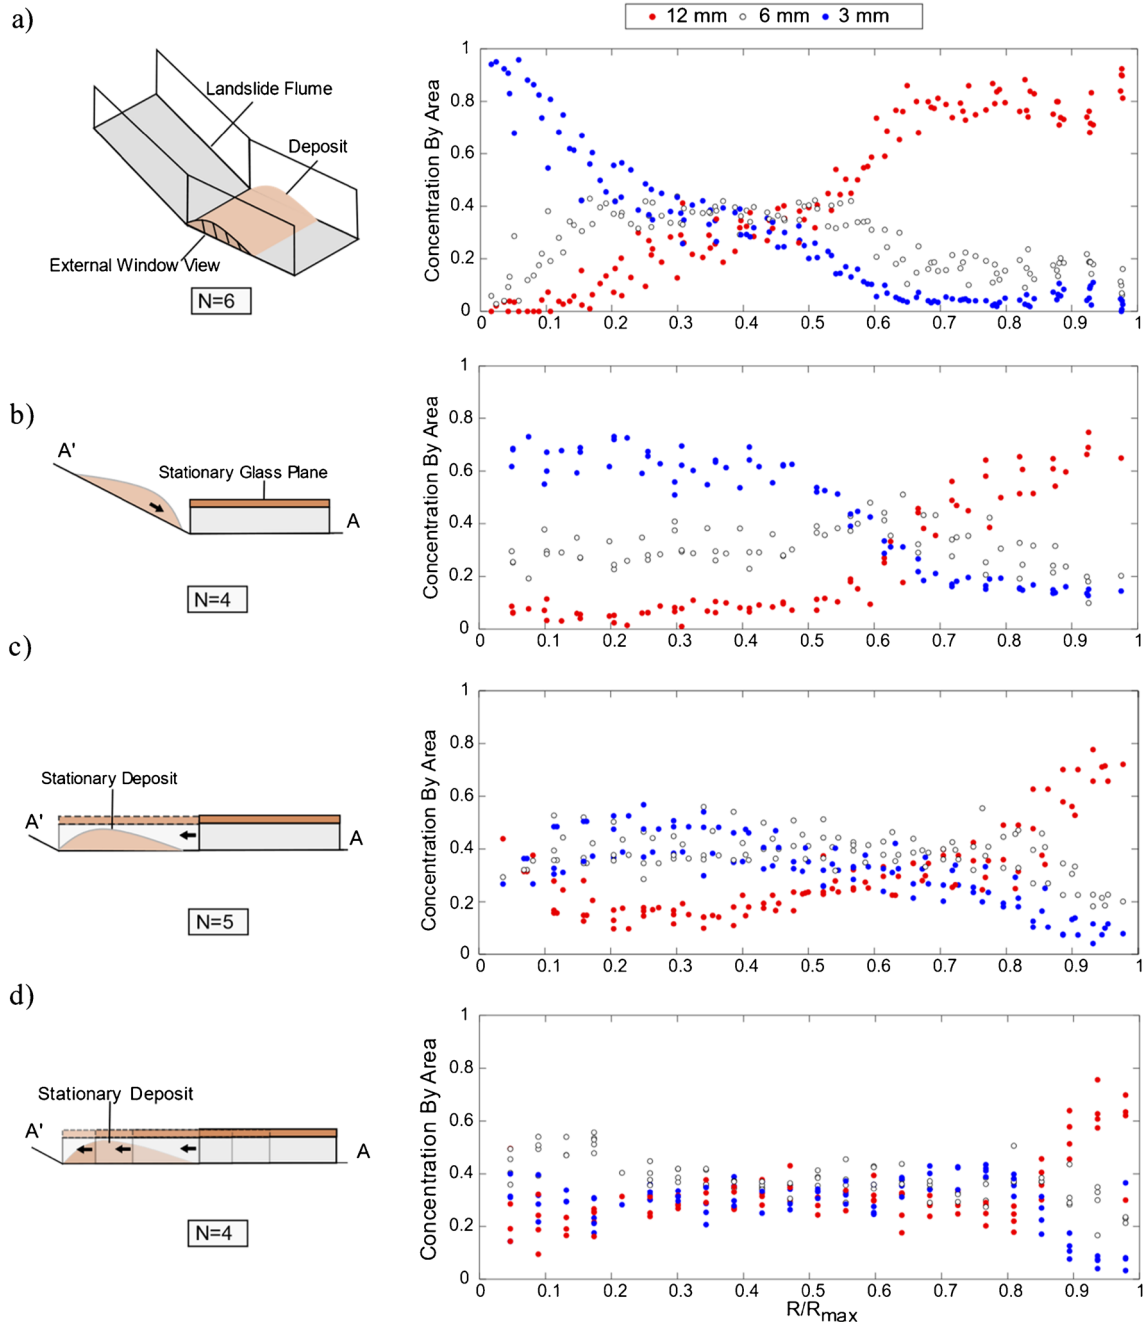 12 mm 6 mm 3 mm
a)
Landslide Flume
Deposit
External Window View
N=6
Concentration By Area
1
0.8
0.6
0.4
0.2
0
0 0.1 0.2 0.3 0.4 0.5 0.6 0.7 0.8 0.9 1
b)
A'
Stationary Glass Plane
A
N=4
Concentration By Area
1
0.8
0.6
0.4
0.2
0
0 0.1 0.2 0.3 0.4 0.5 0.6 0.7 0.8 0.9 1
c)
Stationary Deposit
A'
A
N=5
Concentration By Area
1
0.8
0.6
0.4
0.2
0
0 0.1 0.2 0.3 0.4 0.5 0.6 0.7 0.8 0.9 1
d)
Stationary Deposit
A'
A
N=4
Concentration By Area
1
0.8
0.6
0.4
0.2
0
0 0.1 0.2 0.3 0.4 0.5 0.6 0.7 0.8 0.9 1
R/Rmax